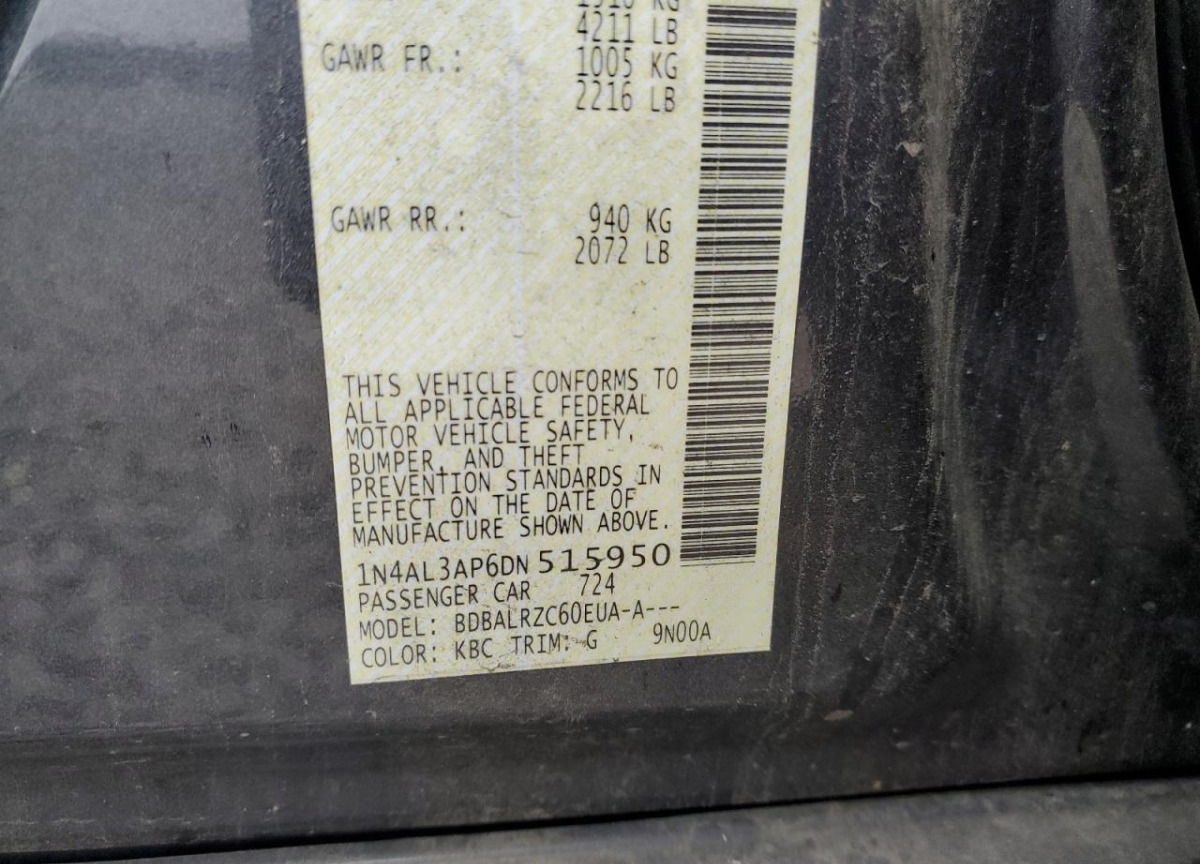 4211 LB
GAWR FR.: 1005 KG
2216 LB
GAWR RR.: 940 KG
2072 LB
THIS VEHICLE CONFORMS TO
ALL APPLICABLE FEDERAL
MOTOR VEHICLE SAFETY,
BUMPER, AND THEFT
PREVENTION STANDARDS IN
EFFECT ON THE DATE OF
MANUFACTURE SHOWN ABOVE.
1N4AL3AP6DN515950
PASSENGER CAR 724
MODEL: BDBALRZC60EUA-A---
COLOR: KBC TRIM: G 9N00A